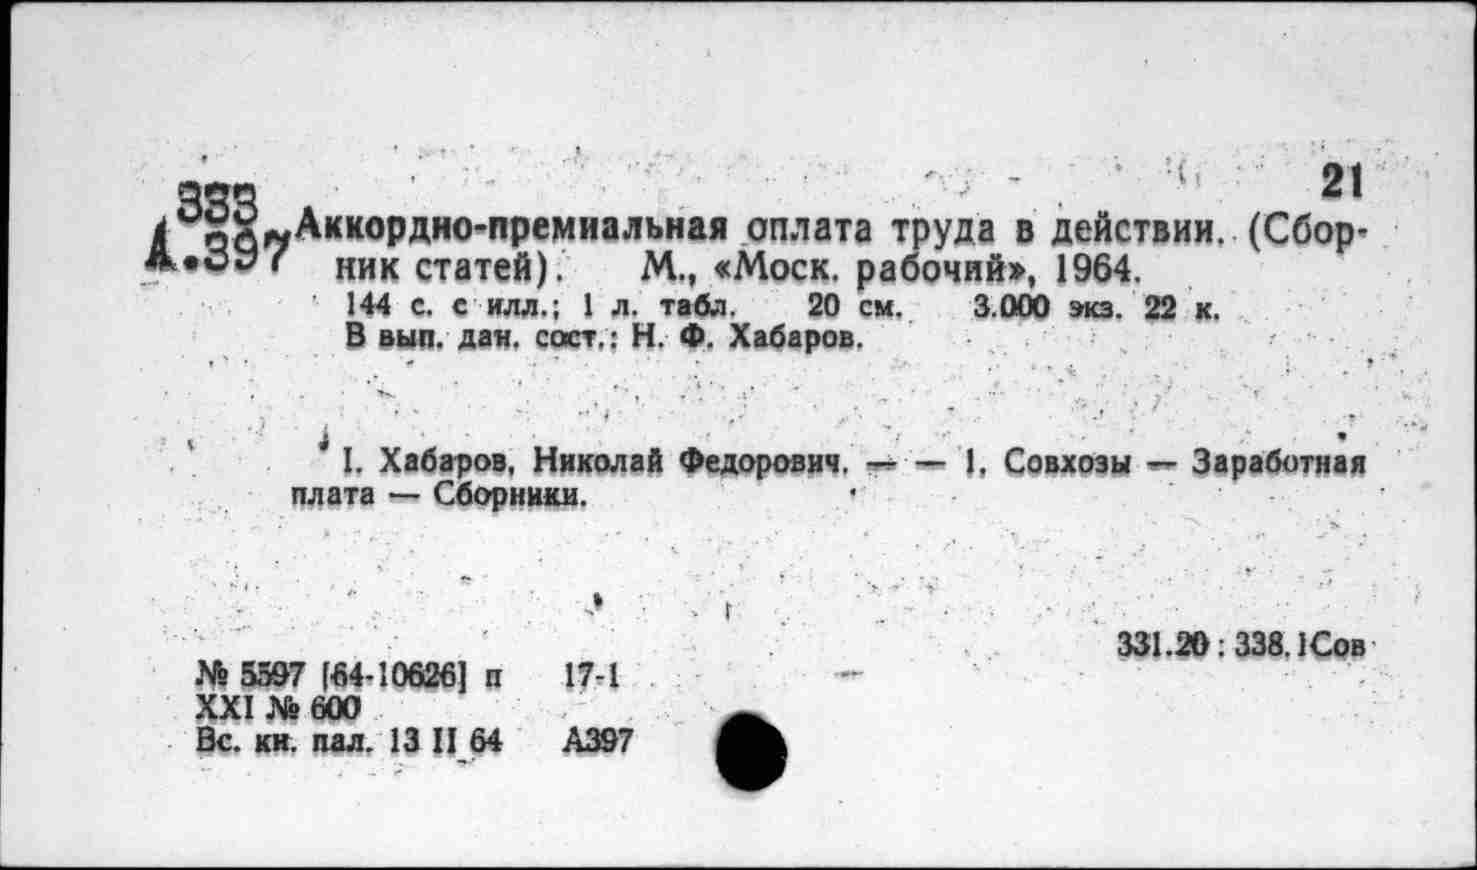 21
333
А.397 Аккордно-премиальная оплата труда в действии. (Сбор-
ник статей). М., «Моск. рабочий», 1964.
144 с. с илл.; 1 л. табл. 20 см. 3.000 экз. 22 к.
В вып. дан. сост.: Н. Ф. Хабаров.
I. Хабаров, Николай Федорович. — — 1. Совхозы — Заработная
плата — Сборники.
331.20 : 338.1Сов
№ 5597 [64-10626] п 17-1
XXI № 600
Вс. кн. пал. 13 II 64 А397